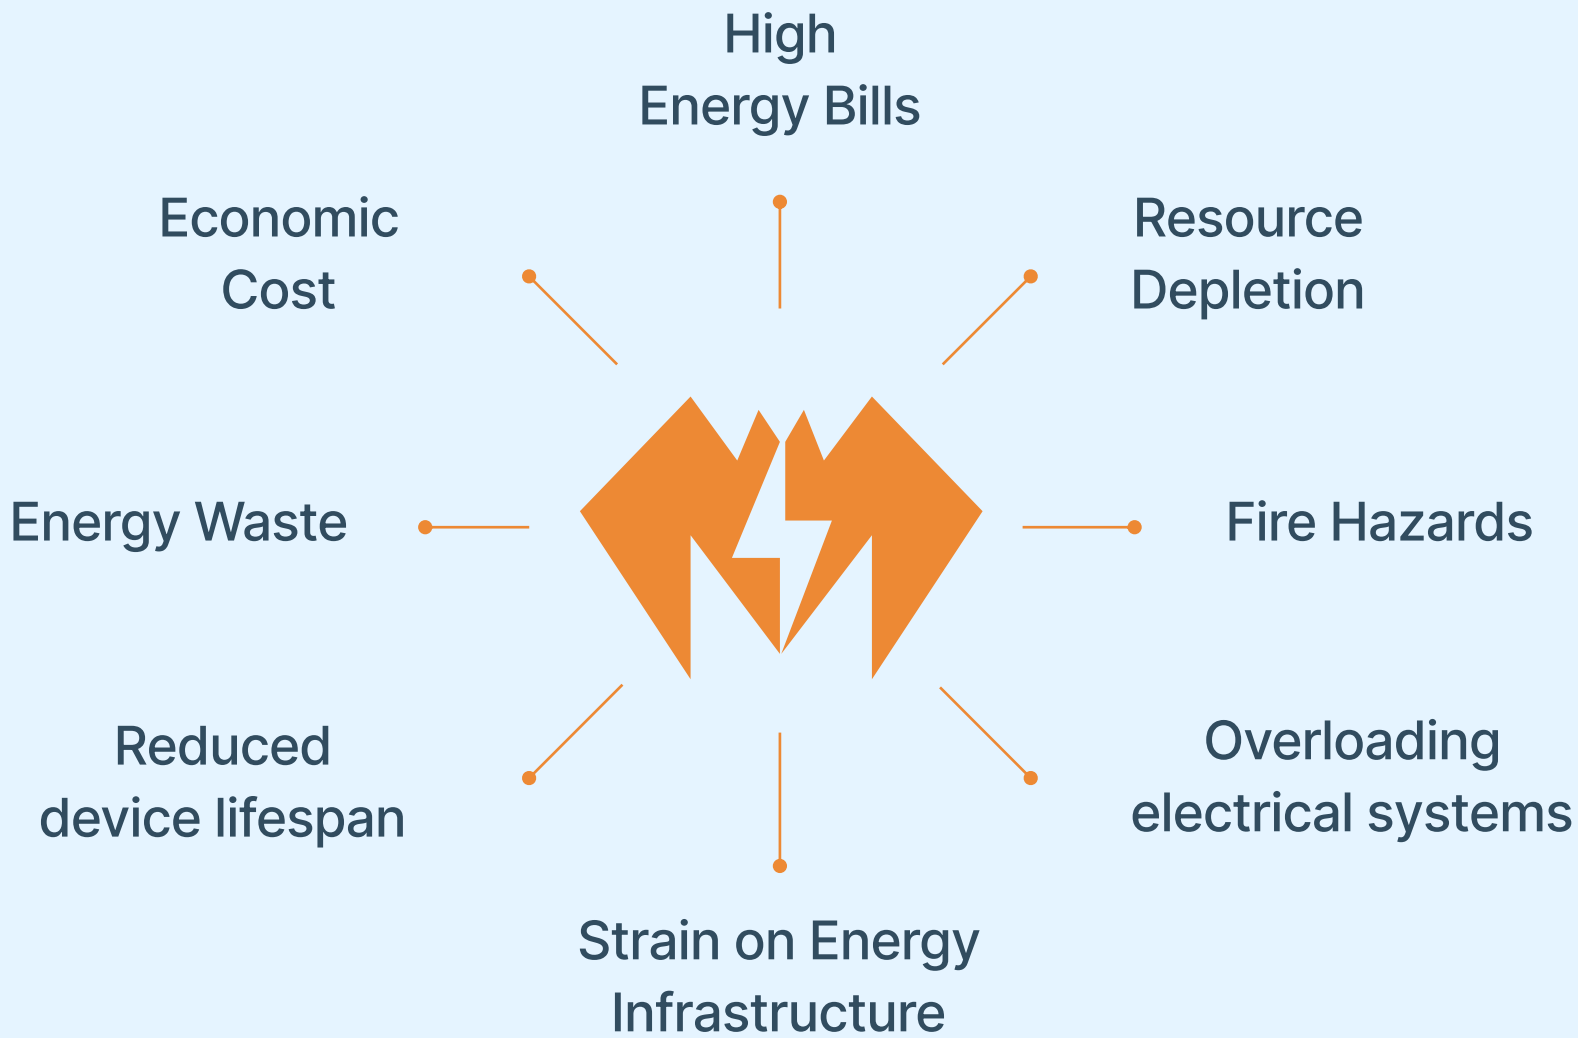 High
Energy Bills
Economic
Cost
Resource
Depletion
Energy Waste
Fire Hazards
Reduced
device lifespan
Overloading
electrical systems
Strain on Energy
Infrastructure